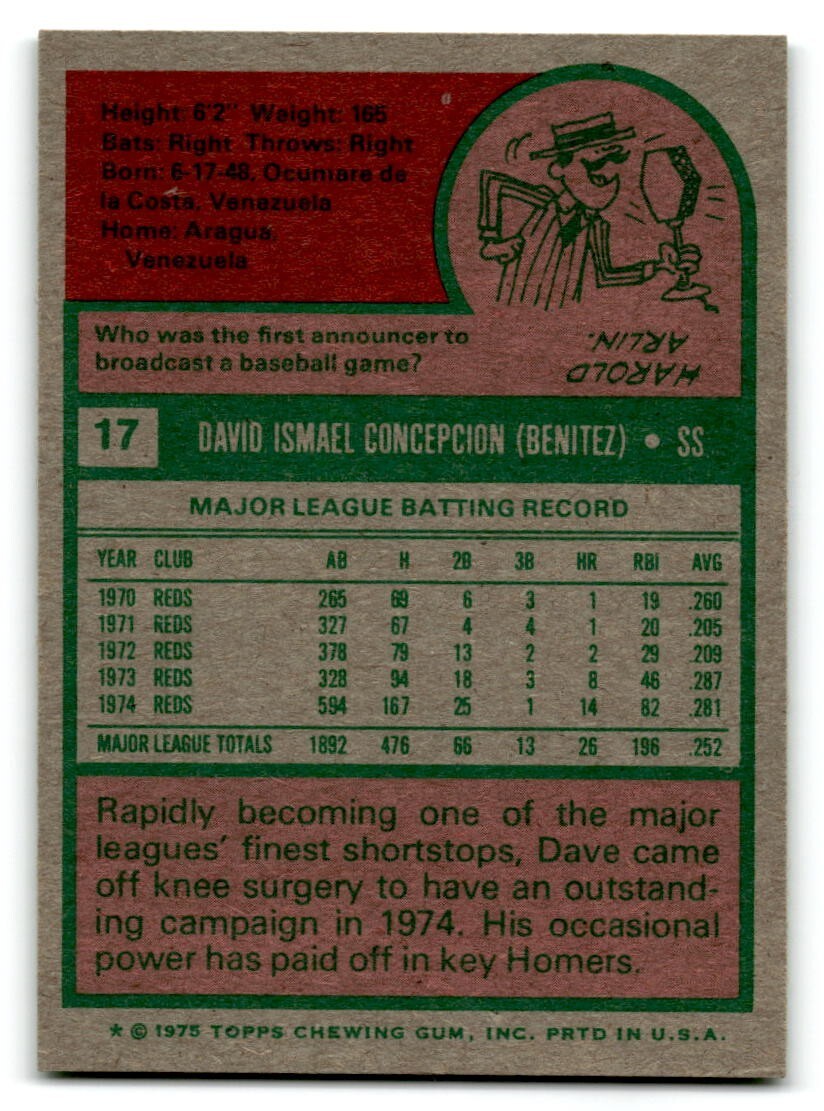 Height: 6'2" Weight: 165
Bats: Right Throws: Right
Born: 6-17-48, Ocumare de
la Costa, Venezuela
Home: Aragua,
Venezuela
Who was the first announcer to
broadcast a baseball game?
HAROLD
ARLIN.
17 DAVID ISMAEL CONCEPCION (BENITEZ) • SS
MAJOR LEAGUE BATTING RECORD
YEAR CLUB AB H 2B 3B HR RBI AVG
1970 REDS 265 69 6 3 1 19 .260
1971 REDS 327 67 4 4 1 20 .205
1972 REDS 378 79 13 2 2 29 .209
1973 REDS 328 94 18 3 8 46 .287
1974 REDS 594 167 25 1 14 82 .281
MAJOR LEAGUE TOTALS 1892 476 66 13 26 196 .252
Rapidly becoming one of the major
leagues' finest shortstops, Dave came
off knee surgery to have an outstand-
ing campaign in 1974. His occasional
power has paid off in key Homers.
* © 1975 TOPPS CHEWING GUM, INC. PRTD IN U.S.A.